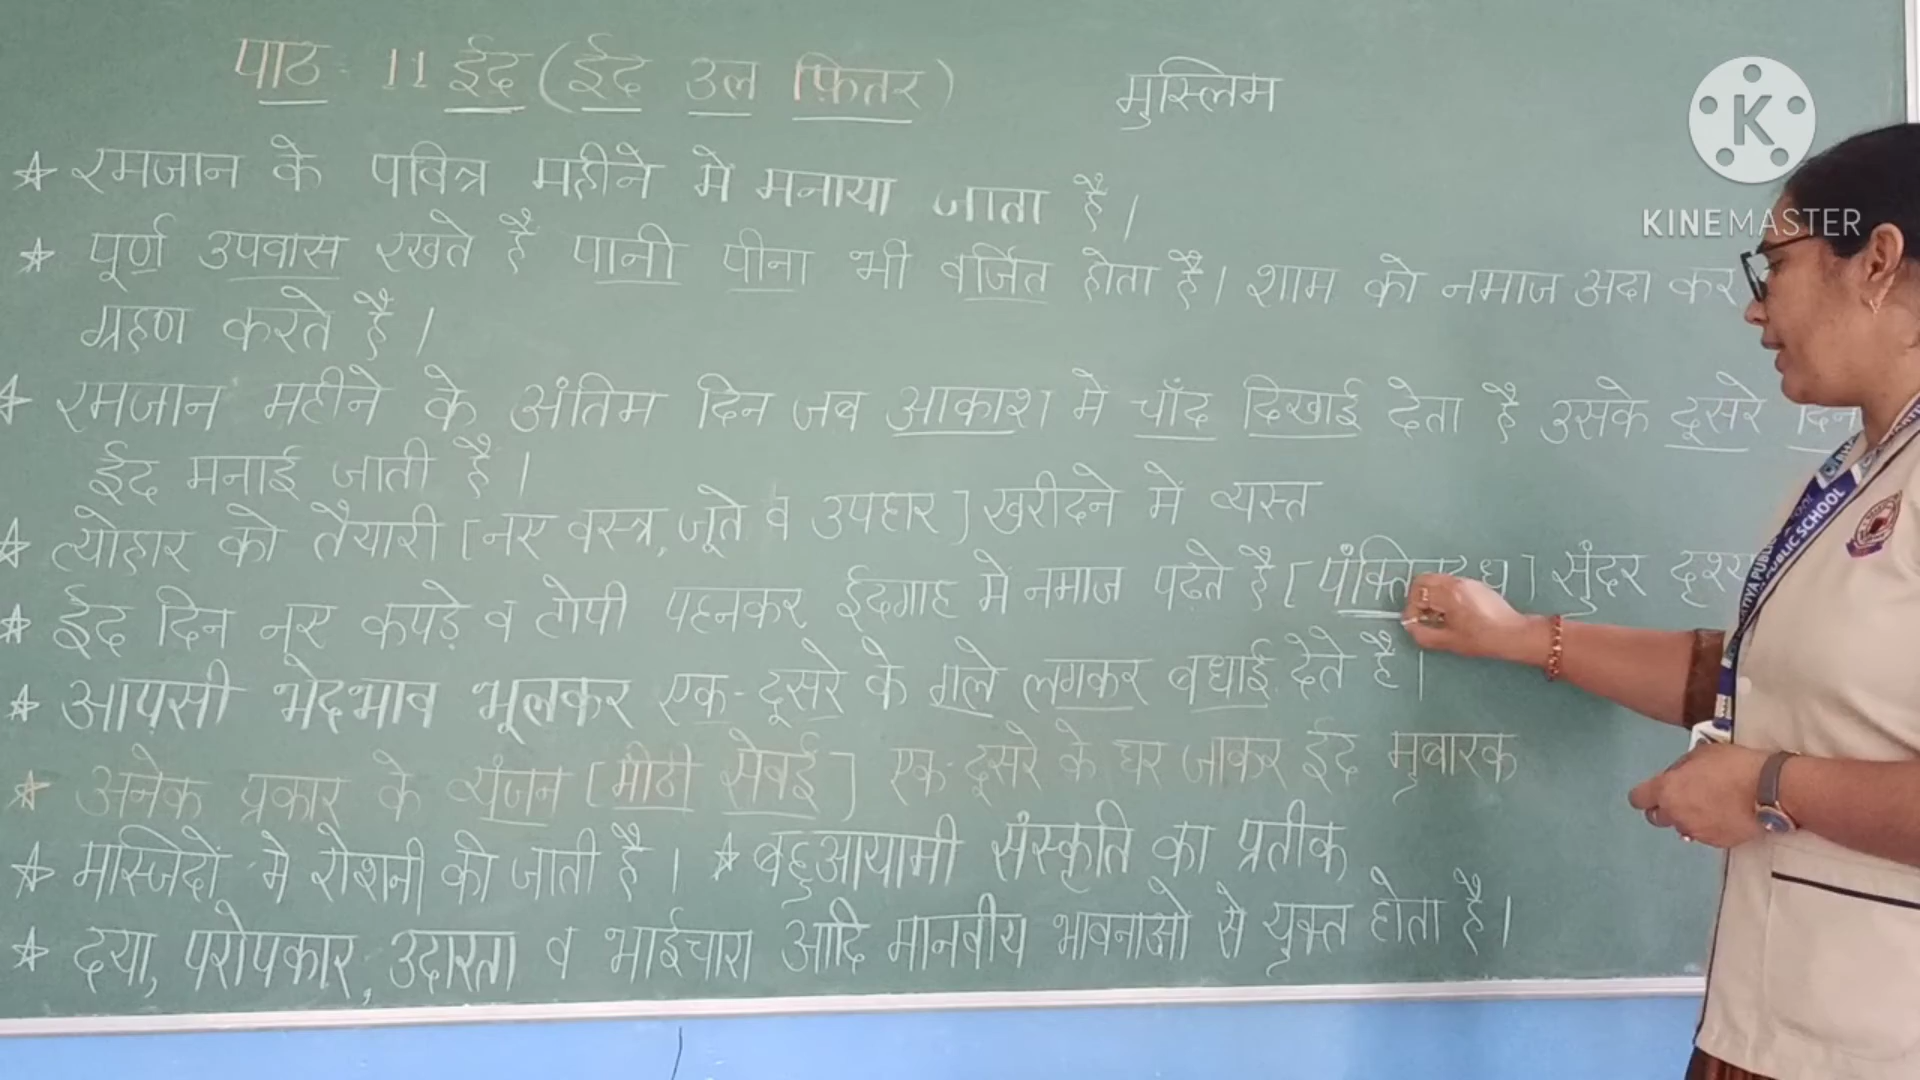 पाठ - 11 ईद (ईद उल फ़ितर) मुस्लिम
K
KINEMASTER
☆ रमजान के पवित्र महीने में मनाया जाता है।
☆ पूर्ण उपवास रखते हैं पानी पीना भी वर्जित होता है। शाम को नमाज अदा कर
ग्रहण करते हैं।
☆ रमजान महीने के अंतिम दिन जब आकाश मे चाँद दिखाई देता है उसके दूसरे दिन
ईद मनाई जाती है।
☆ त्योहार की तैयारी [नए वस्त्र, जूते व उपहार] खरीदने में व्यस्त
☆ ईद दिन नए कपड़े व टोपी पहनकर ईदगाह में नमाज पढ़ते है [ ] सुंदर दृश्य
☆ आपसी भेदभाव भूलकर एक-दूसरे के गले लगकर बधाई देते हैं।
☆ अनेक प्रकार के व्यंजन [मीठी सेवई] एक-दूसरे के घर जाकर ईद मुबारक
☆ मस्जिदों मे रोशनी की जाती है। ☆ बहुआयामी संस्कृति का प्रतीक
☆ दया, परोपकार, उदारता व भाईचारा आदि मानवीय भावनाओ से युक्त होता है।
PUBLIC SCHOOL